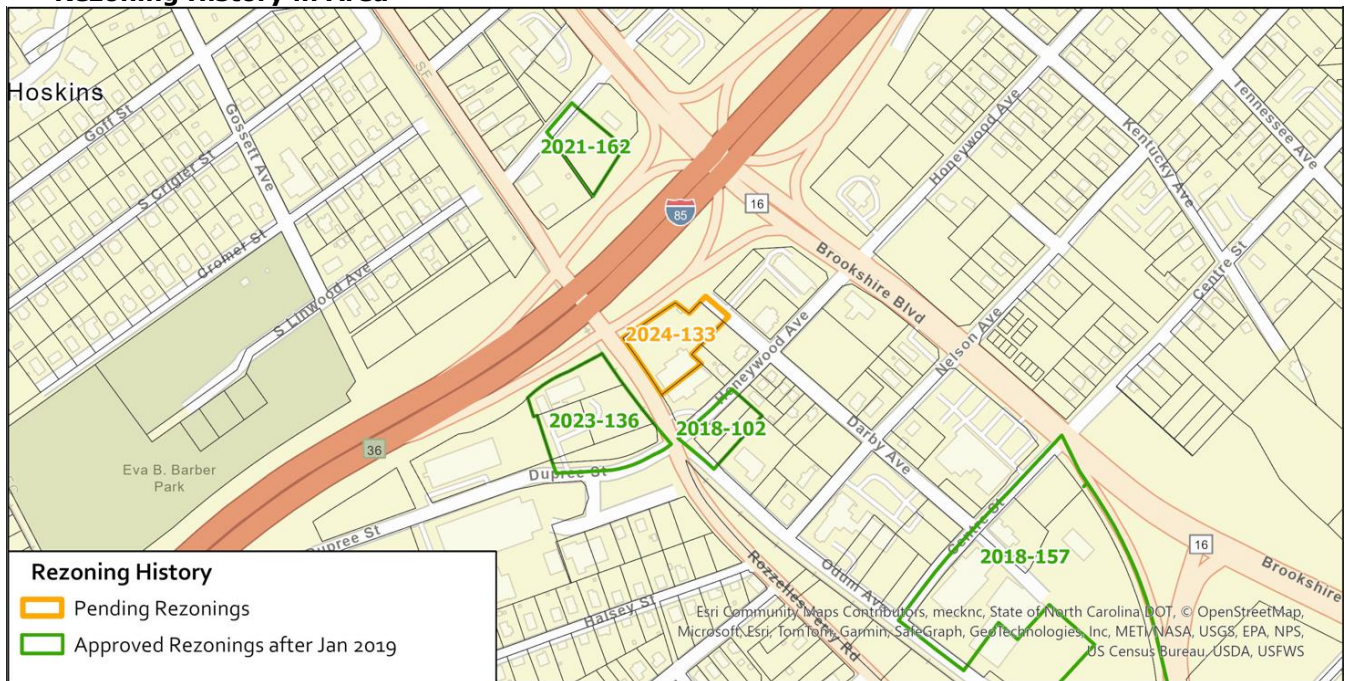 Rezoning History in Area
Hoskins
Goff St
Gossett Ave
S Crigler St
Cromer St
S Linwood Ave
2021-162
85
16
Honeywood Ave
Kentucky Ave
Tennessee Ave
Centre St
Brookshire Blvd
Nelson Ave
2024-133
Honeywood Ave
2023-136
2018-102
Darby Ave
36
Eva B. Barber
Park
Dupree St
Dupree St
Centre St
2018-157
16
Brookshire
Odum Ave
Rozzelles Ferry Rd
Halsey St
Rezoning History
Pending Rezonings
Approved Rezonings after Jan 2019
Esri Community Maps Contributors, mecknc, State of North Carolina DOT, © OpenStreetMap,
Microsoft, Esri, TomTom, Garmin, SafeGraph, GeoTechnologies, Inc, METI/NASA, USGS, EPA, NPS,
US Census Bureau, USDA, USFWS